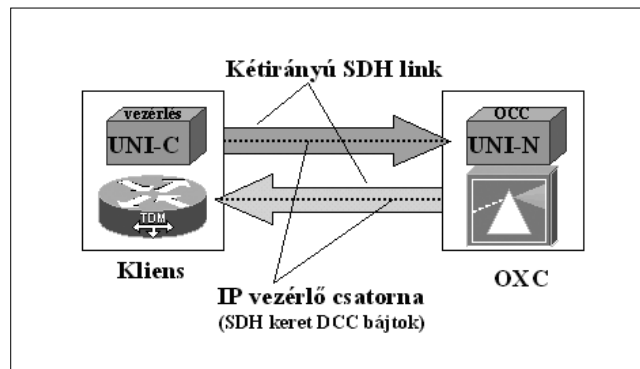 Kétirányú SDH link
vezérlés
UNI-C
OCC
UNI-N
TDM
Kliens
OXC
IP vezérlő csatorna
(SDH keret DCC bájtok)